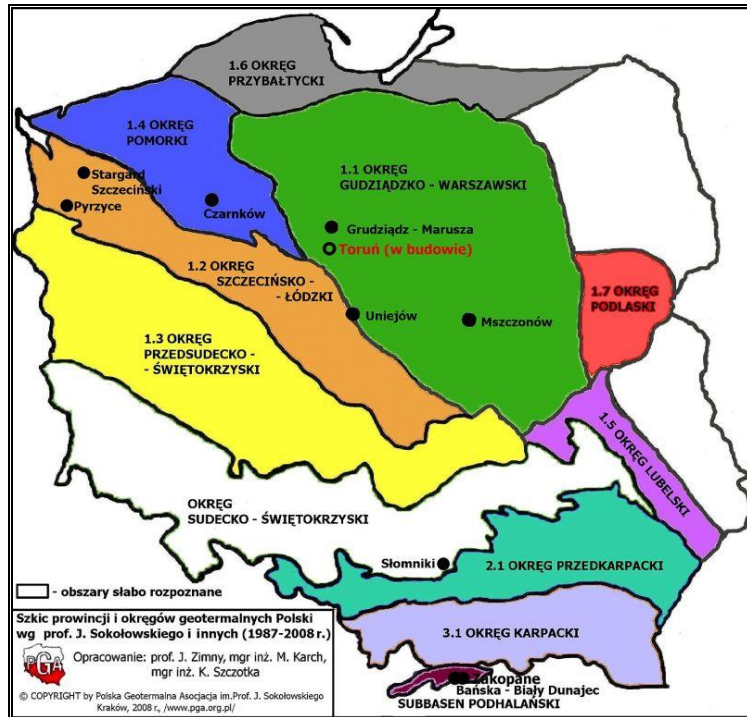 1.6 OKRĘG
PRZYBAŁTYCKI
1.4 OKRĘG
POMORKI
1.1 OKRĘG
GUDZIĄDZKO - WARSZAWSKI
Stargard
Szczeciński
Pyrzyce
Czarnków
Grudziądz - Marusza
Toruń (w budowie)
1.2 OKRĘG
SZCZECIŃSKO -
- ŁÓDZKI
1.7 OKRĘG
PODLASKI
Uniejów
Mszczonów
1.3 OKRĘG
PRZEDSUDECKO -
- ŚWIĘTOKRZYSKI
1.5 OKRĘG LUBELSKI
OKRĘG
SUDECKO - ŚWIĘTOKRZYSKI
Słomniki
2.1 OKRĘG PRZEDKARPACKI
- obszary słabo rozpoznane
3.1 OKRĘG KARPACKI
Zakopane
Bańska - Biały Dunajec
SUBBASEN PODHALAŃSKI
Szkic prowincji i okręgów geotermalnych Polski
wg prof. J. Sokołowskiego i innych (1987-2008 r.)
PGA
Opracowanie: prof. J. Zimny, mgr inż. M. Karch,
mgr inż. K. Szczotka
© COPYRIGHT by Polska Geotermalna Asocjacja im.Prof. J. Sokołowskiego
Kraków, 2008 r., /www.pga.org.pl/